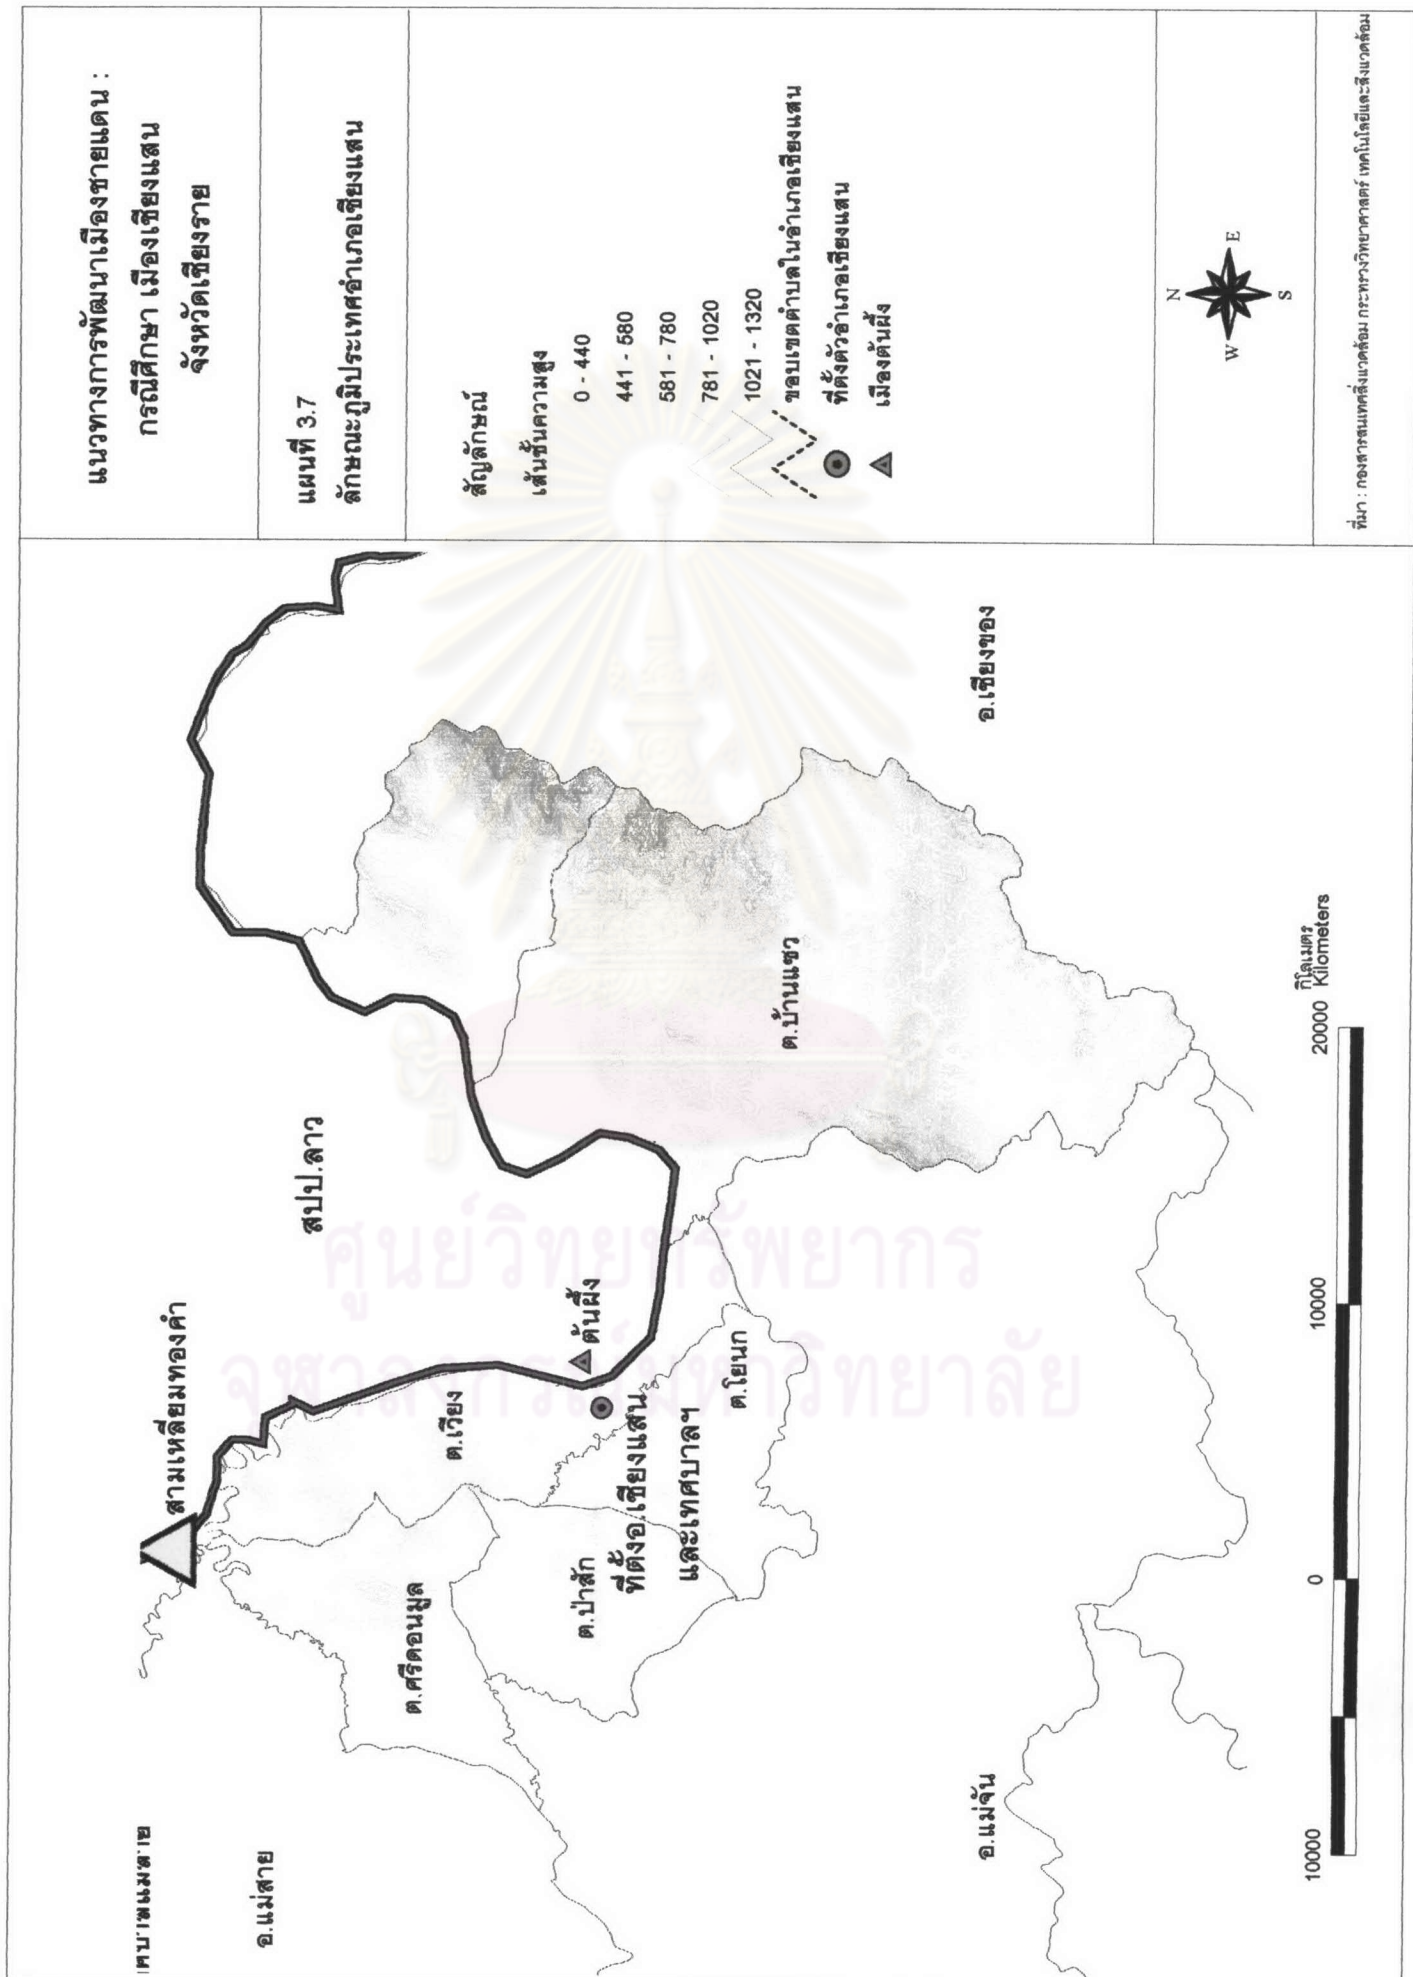 แนวทางการพัฒนาเมืองชายแดน :
กรณีศึกษา เมืองเชียงแสน
จังหวัดเชียงราย
แผนที่ 3.7
ลักษณะภูมิประเทศอำเภอเชียงแสน
สัญลักษณ์
เส้นชั้นความสูง
0 - 440
441 - 580
581 - 780
781 - 1020
1021 - 1320
ขอบเขตตำบลในอำเภอเชียงแสน
ที่ตั้งตัวอำเภอเชียงแสน
เมืองต้นผึ้ง
N
W
E
S
ที่มา : กองสารสนเทศสิ่งแวดล้อม กระทรวงวิทยาศาสตร์ เทคโนโลยีและสิ่งแวดล้อม
สามเหลี่ยมทองคำ
อ.แม่สาย
สปป.ลาว
ต.ศรีดอนมูล
ต.เวียง
ต้นผึ้ง
ต.ป่าสัก
ที่ตั้งอ.เชียงแสน
และเทศบาลฯ
ต.โยนก
ต.บ้านแซว
อ.เชียงของ
อ.แม่จัน
10000
0
10000
20000
กิโลเมตร
Kilometers
ศูนย์วิทยทรัพยากร
จุฬาลงกรณ์มหาวิทยาลัย